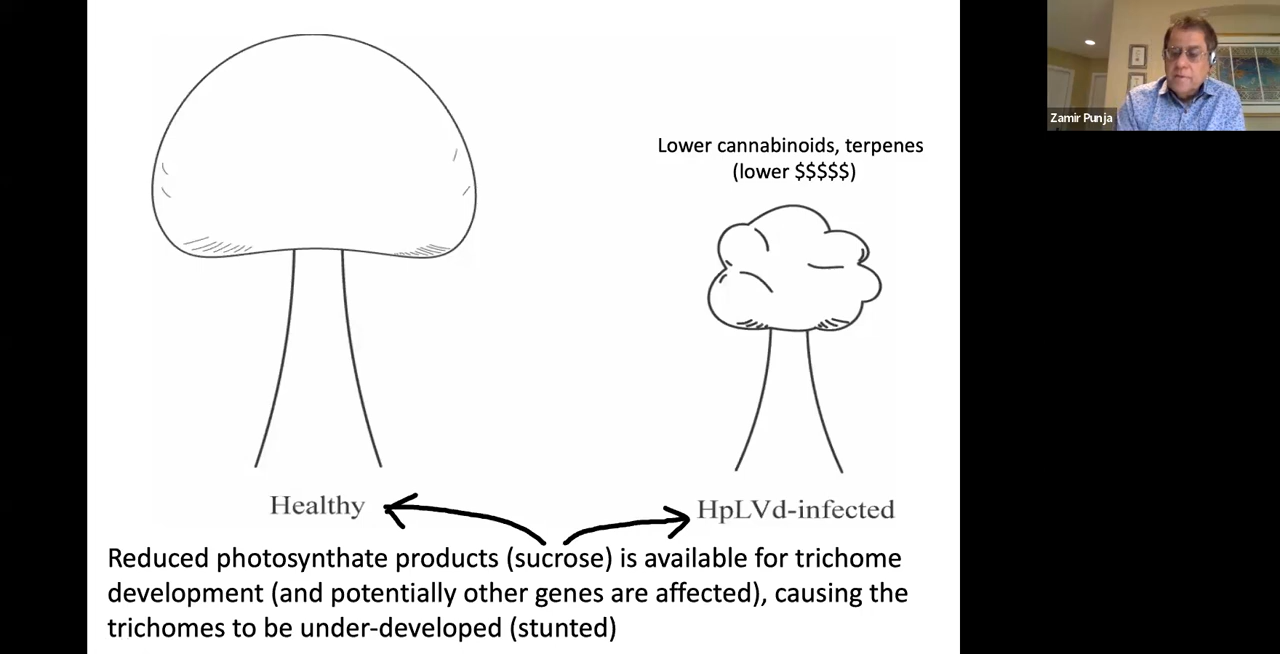 Zamir Punja
Lower cannabinoids, terpenes
(lower $$$$$)
Healthy
HpLVd-infected
Reduced photosynthate products (sucrose) is available for trichome
development (and potentially other genes are affected), causing the
trichomes to be under-developed (stunted)